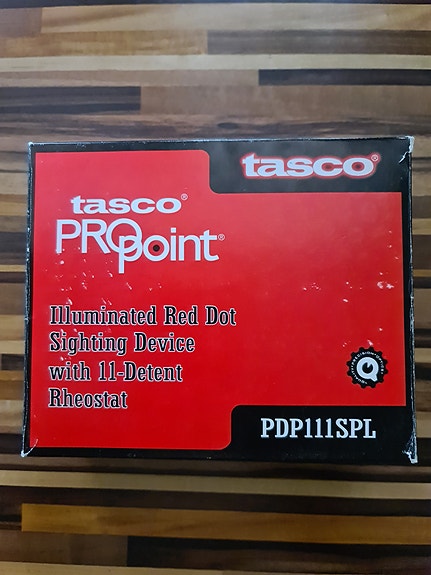 tasco®
tasco®
PROpoint®
Illuminated Red Dot
Sighting Device
with 11-Detent
Rheostat
PDP111SPL